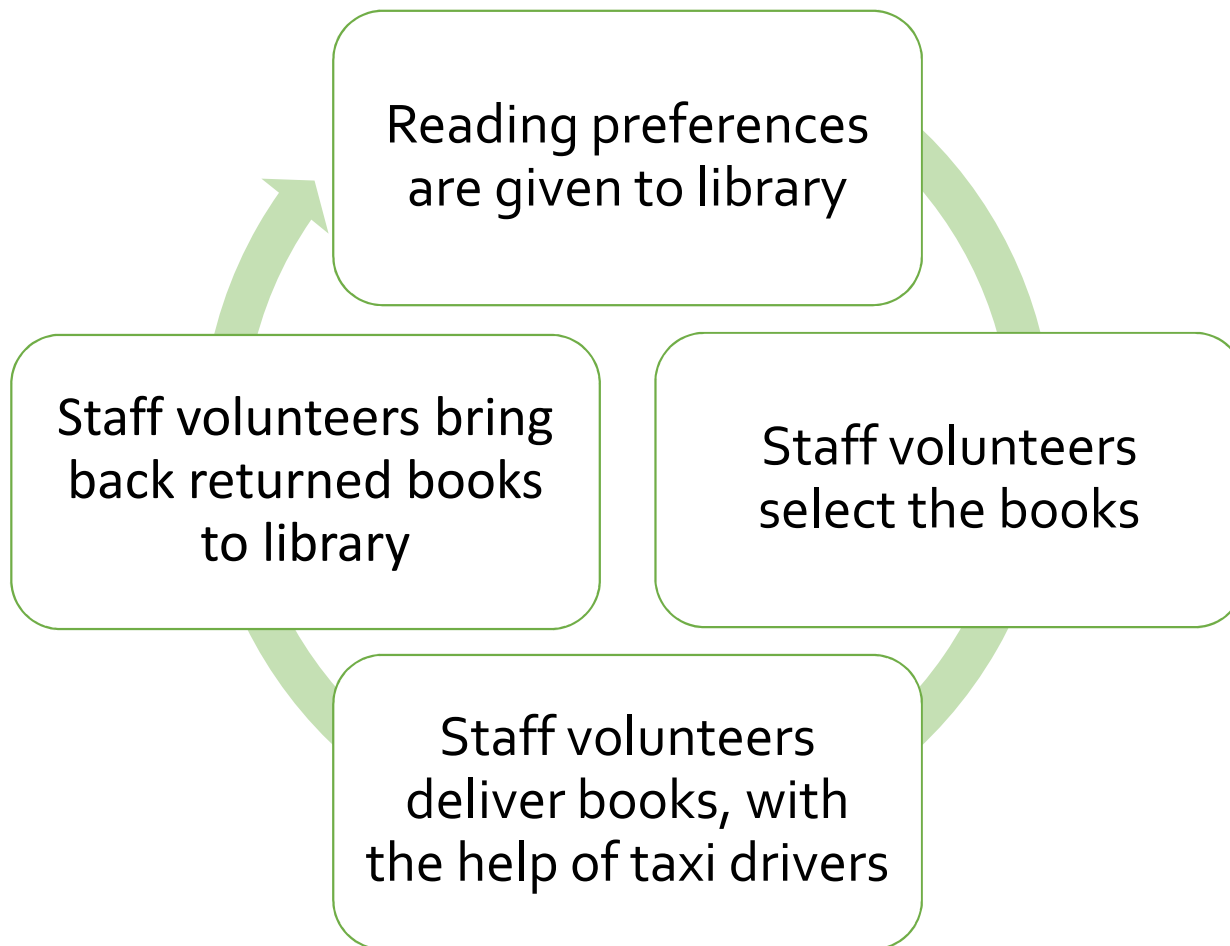 Reading preferences
are given to library
Staff volunteers
select the books
Staff volunteers
deliver books, with
the help of taxi drivers
Staff volunteers bring
back returned books
to library